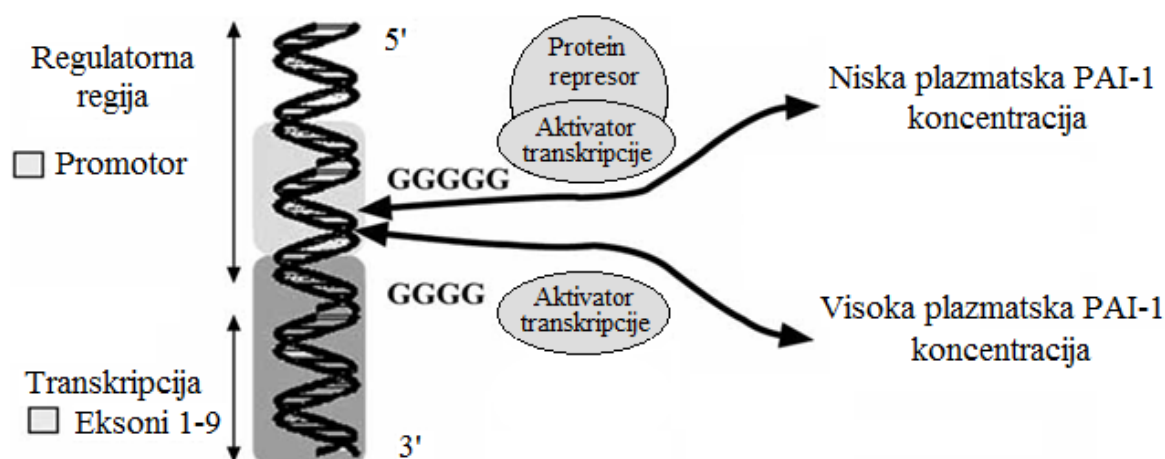 Regulatorna
regija
Promotor
Transkripcija
Eksoni 1-9
5'
3'
GGGGG
GGGG
Protein
represor
Aktivator
transkripcije
Aktivator
transkripcije
Niska plazmatska PAI-1
koncentracija
Visoka plazmatska PAI-1
koncentracija